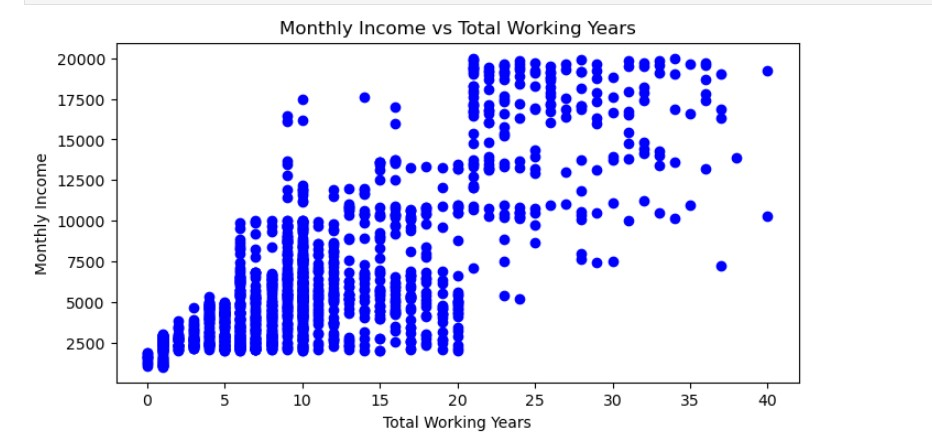 Monthly Income vs Total Working Years
20000
17500
15000
12500
10000
7500
5000
2500
Monthly Income
0 5 10 15 20 25 30 35 40
Total Working Years